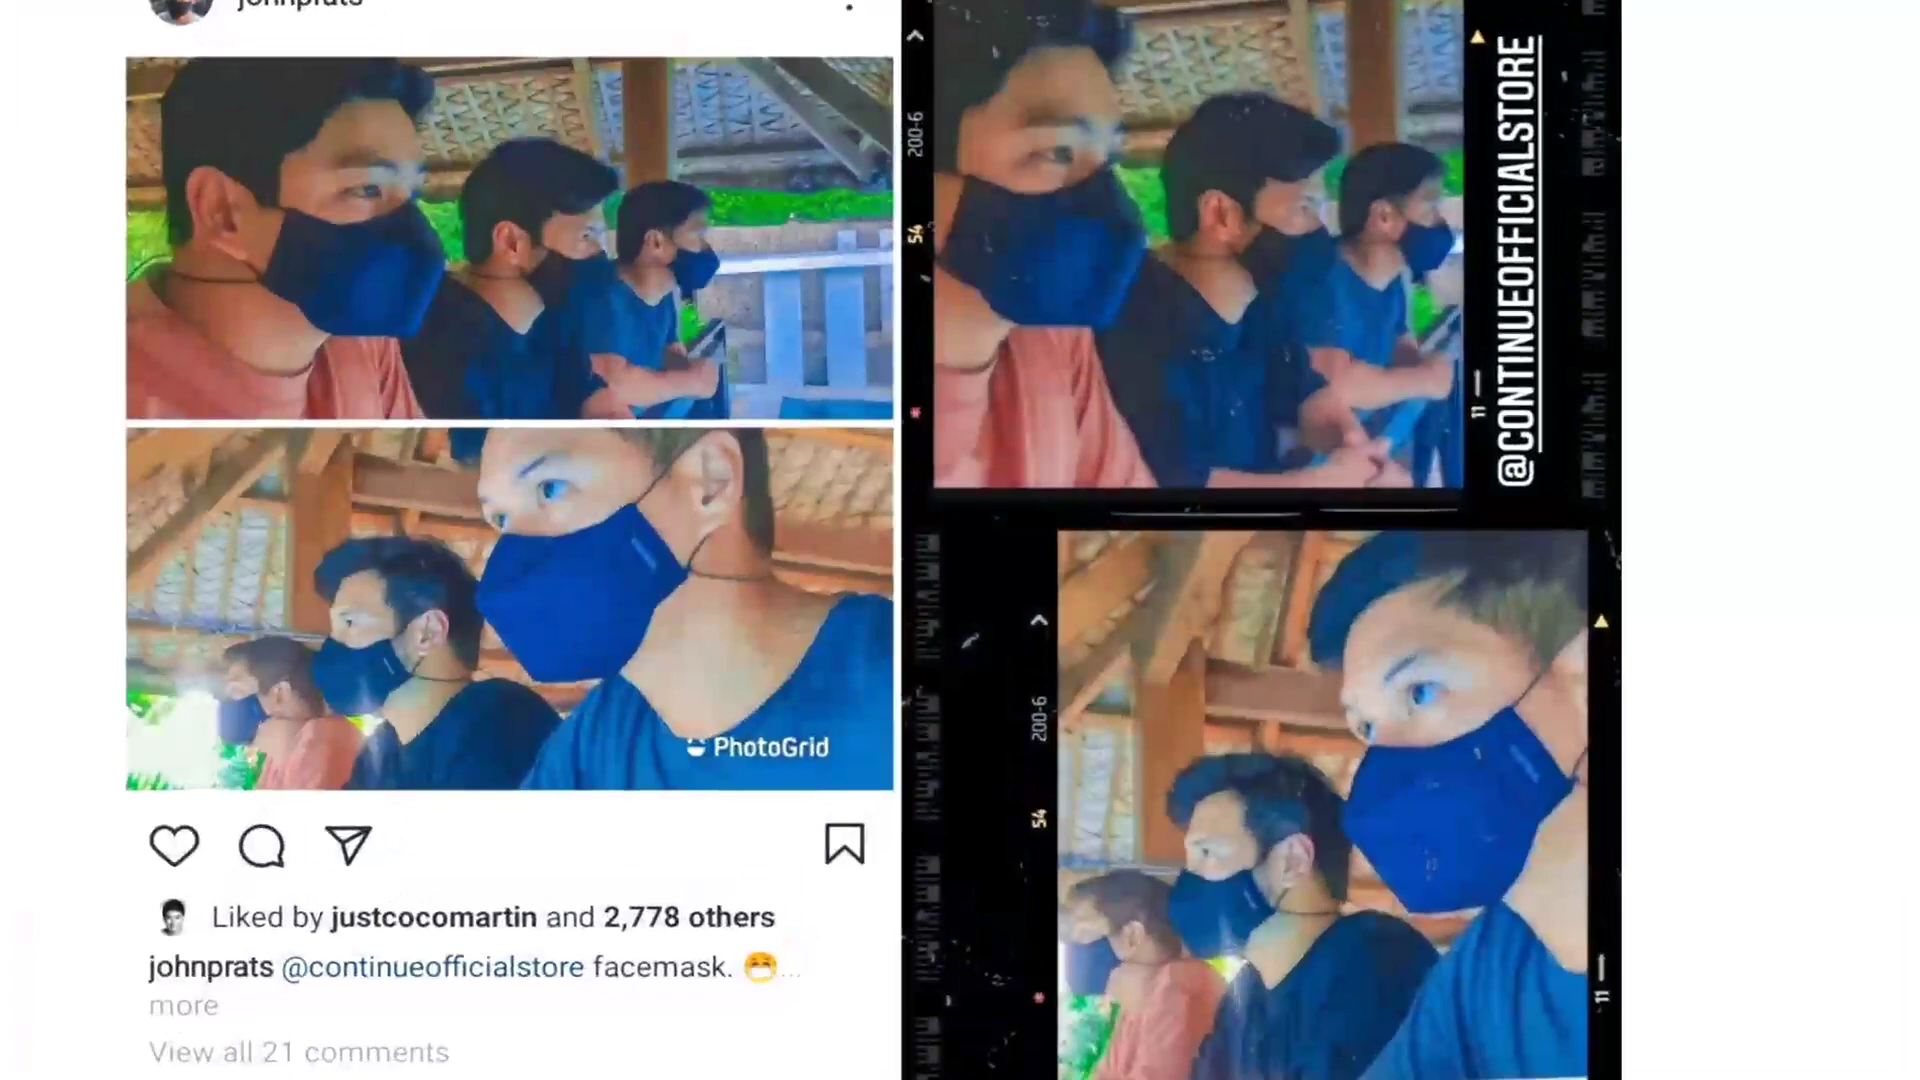 johnprats
PhotoGrid
Liked by justcocomartin and 2,778 others
johnprats @continueofficialstore facemask. 😷...
more
View all 21 comments
200-6
54
11
@CONTINUEOFFICIALSTORE
200-6
54
11